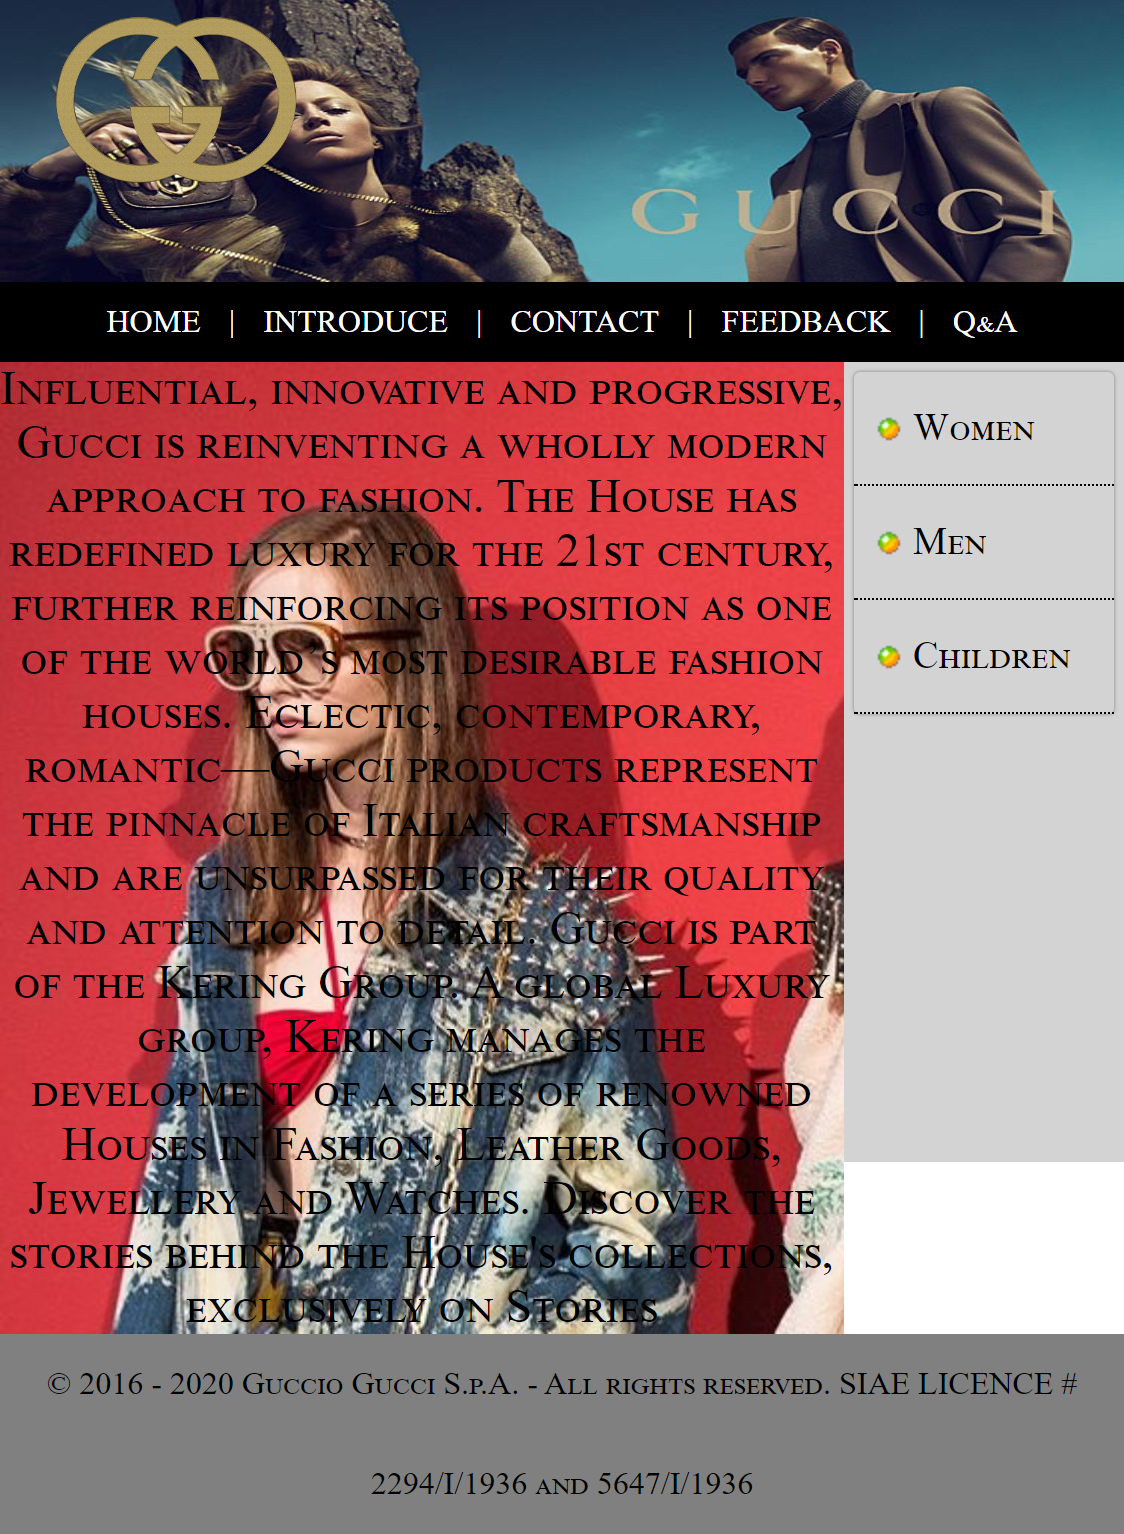 GUCCI
HOME | INTRODUCE | CONTACT | FEEDBACK | Q&A
Influential, innovative and progressive,
Gucci is reinventing a wholly modern
approach to fashion. The House has
redefined luxury for the 21st century,
further reinforcing its position as one
of the world’s most desirable fashion
houses. Eclectic, contemporary,
romantic—Gucci products represent
the pinnacle of Italian craftsmanship
and are unsurpassed for their quality
and attention to detail. Gucci is part
of the Kering Group. A global Luxury
group, Kering manages the
development of a series of renowned
Houses in Fashion, Leather Goods,
Jewellery and Watches. Discover the
stories behind the House's collections,
exclusively on Stories
Women
Men
Children
© 2016 - 2020 Guccio Gucci S.p.A. - All rights reserved. SIAE LICENCE #
2294/I/1936 and 5647/I/1936